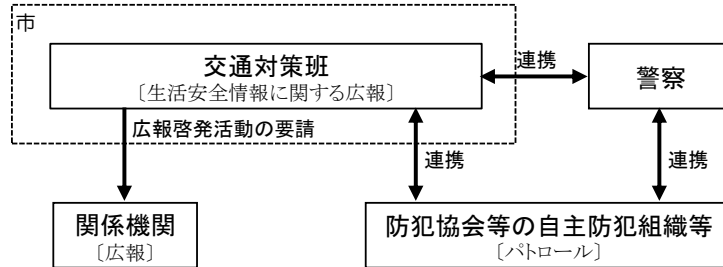 市
交通対策班
〔生活安全情報に関する広報〕
連携
警察
広報啓発活動の要請
連携
連携
関係機関
〔広報〕
防犯協会等の自主防犯組織等
〔パトロール〕